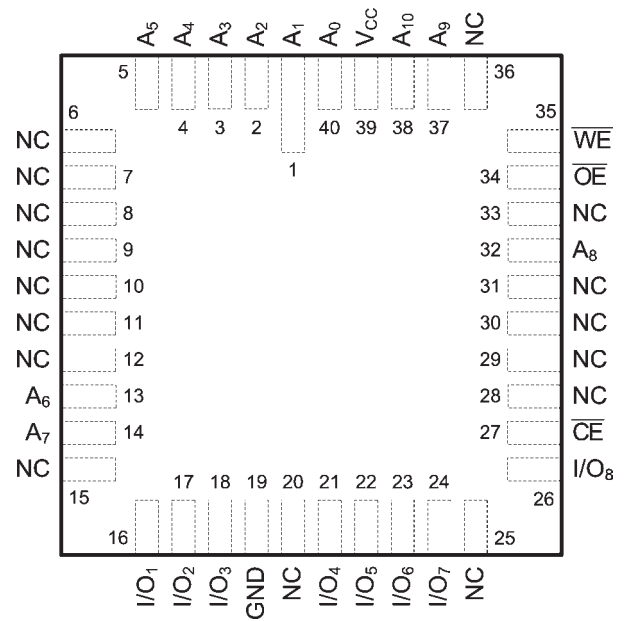 A5 A4 A3 A2 A1 A0 VCC A10 A9 NC
5 36
4 3 2 40 39 38 37
6 35
1
NC WE
NC 7 34 OE
NC 8 33 NC
NC 9 32 A8
NC 10 31 NC
NC 11 30 NC
NC 12 29 NC
A6 13 28 NC
A7 14 27 CE
NC I/O8
15 26
17 18 19 20 21 22 23 24
16 25
I/O1 I/O2 I/O3 GND NC I/O4 I/O5 I/O6 I/O7 NC